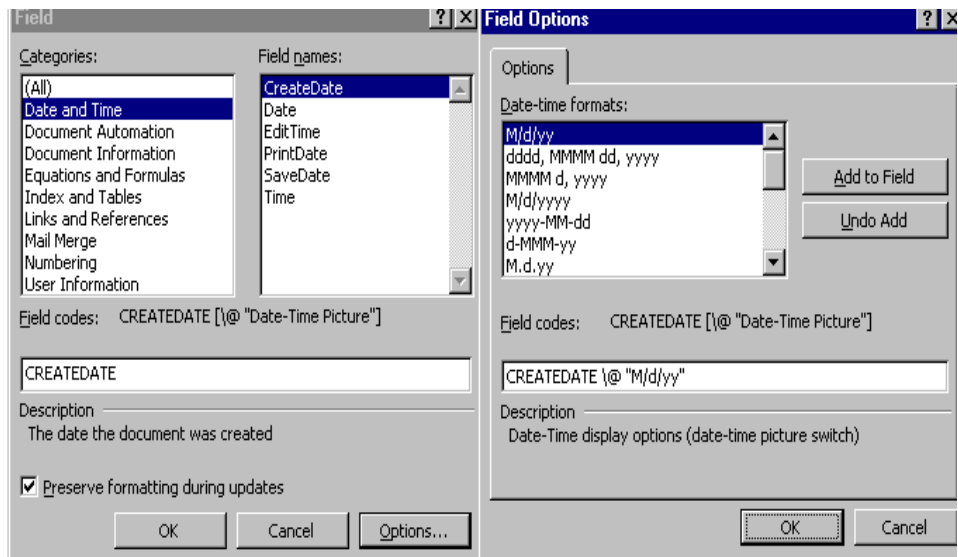 Field
Categories:
(All)
Date and Time
Document Automation
Document Information
Equations and Formulas
Index and Tables
Links and References
Mail Merge
Numbering
User Information
Field names:
CreateDate
Date
EditTime
PrintDate
SaveDate
Time
Field codes: CREATEDATE [\@ "Date-Time Picture"]
CREATEDATE
Description
The date the document was created
Preserve formatting during updates
OK Cancel Options...
Field Options
Options
Date-time formats:
M/d/yy
dddd, MMMM dd, yyyy
MMMM d, yyyy
M/d/yyyy
yyyy-MM-dd
d-MMM-yy
M.d.yy
Add to Field
Undo Add
Field codes: CREATEDATE [\@ "Date-Time Picture"]
CREATEDATE \@ "M/d/yy"
Description
Date-Time display options (date-time picture switch)
OK Cancel